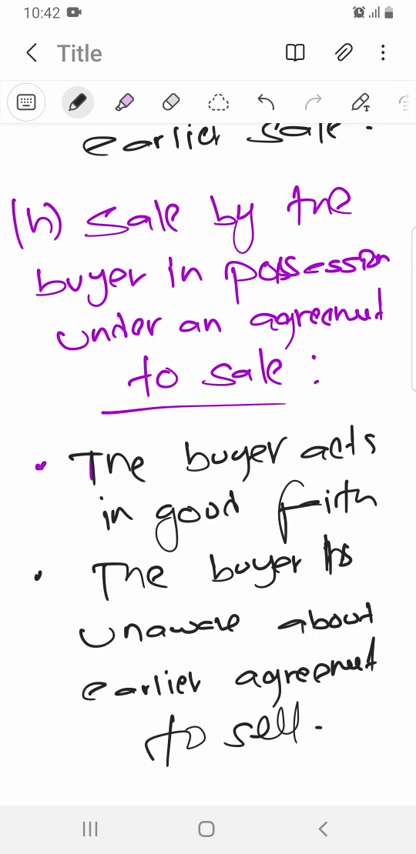 10:42
Title
earlier sale.
(h) sale by the
buyer in possession
under an agreement
to sale :
• The buyer acts
in good faith
• The buyer is
unaware about
earlier agreement
to sell.